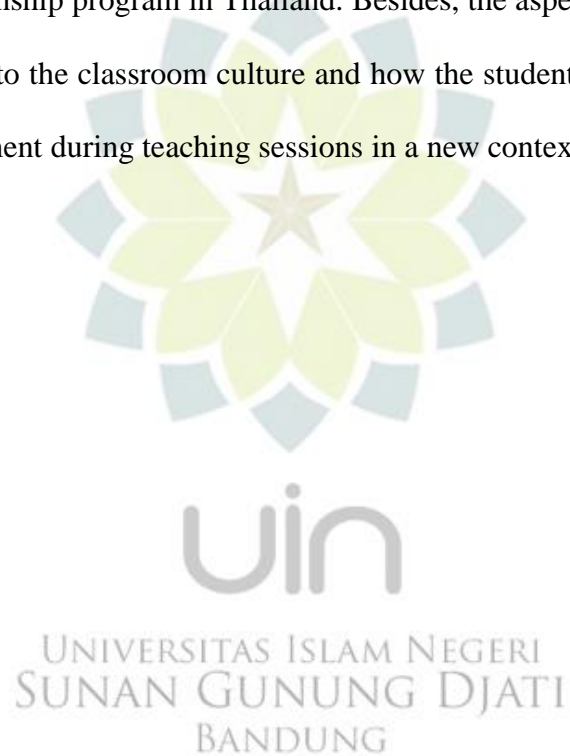 nship program in Thailand. Besides, the aspe
to the classroom culture and how the student
nent during teaching sessions in a new contex
uin
UNIVERSITAS ISLAM NEGERI
SUNAN GUNUNG DJATI
BANDUNG